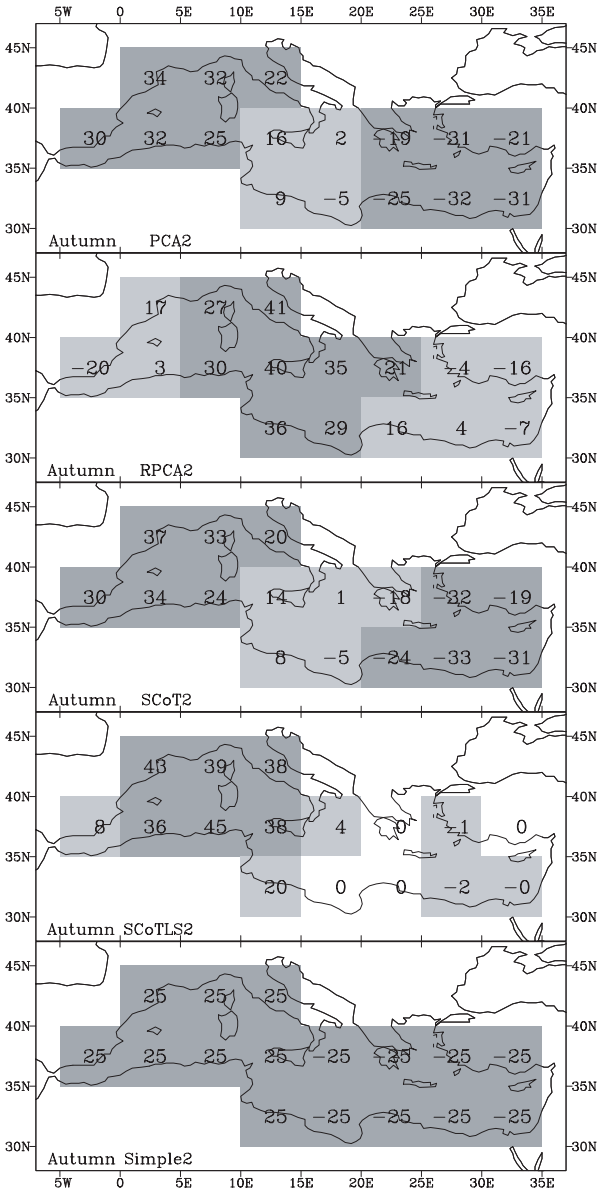 5W 0 5E 10E 15E 20E 25E 30E 35E
45N 34 32 22 45N
40N 40N
30 32 25 16 2 -19 -31 -21
35N 35N
9 -5 -25 -32 -31
30N 30N
Autumn PCA2
45N 17 27 41 45N
40N 40N
-20 3 30 40 35 21 -4 -16
35N 35N
36 29 16 4 -7
30N 30N
Autumn RPCA2
45N 37 33 20 45N
40N 40N
30 34 24 14 1 -18 -32 -19
35N 35N
8 -5 -24 -33 -31
30N 30N
Autumn SCoT2
45N 43 39 38 45N
40N 40N
8 36 45 38 4 0 -1 0
35N 35N
20 0 0 -2 -0
30N 30N
Autumn SCoTLS2
45N 25 25 25 45N
40N 40N
25 25 25 25 -25 -25 -25 -25
35N 35N
25 -25 -25 -25 -25
30N 30N
Autumn Simple2
5W 0 5E 10E 15E 20E 25E 30E 35E